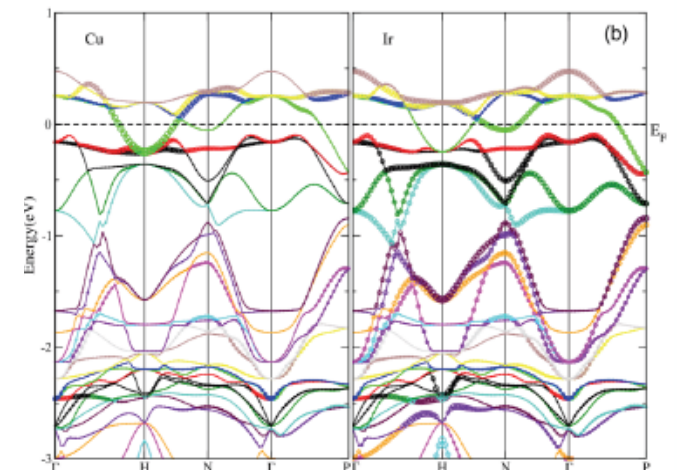 1
Cu
Ir
(b)
0
E_F
-1
Energy(eV)
-2
-3
Γ H N Γ P Γ H N Γ P